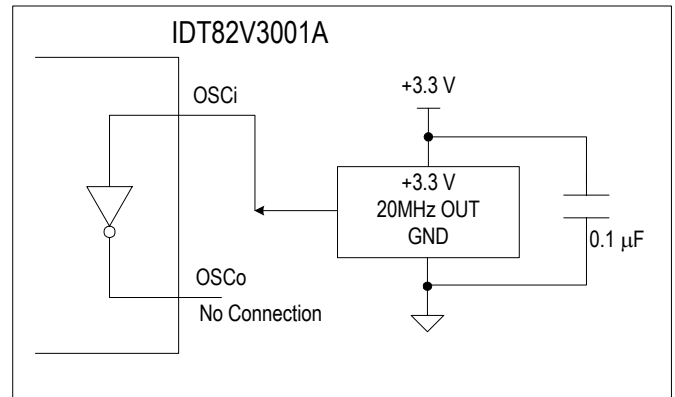 IDT82V3001A
OSCi
+3.3 V
+3.3 V
20MHz OUT
GND
0.1 μF
OSCo
No Connection